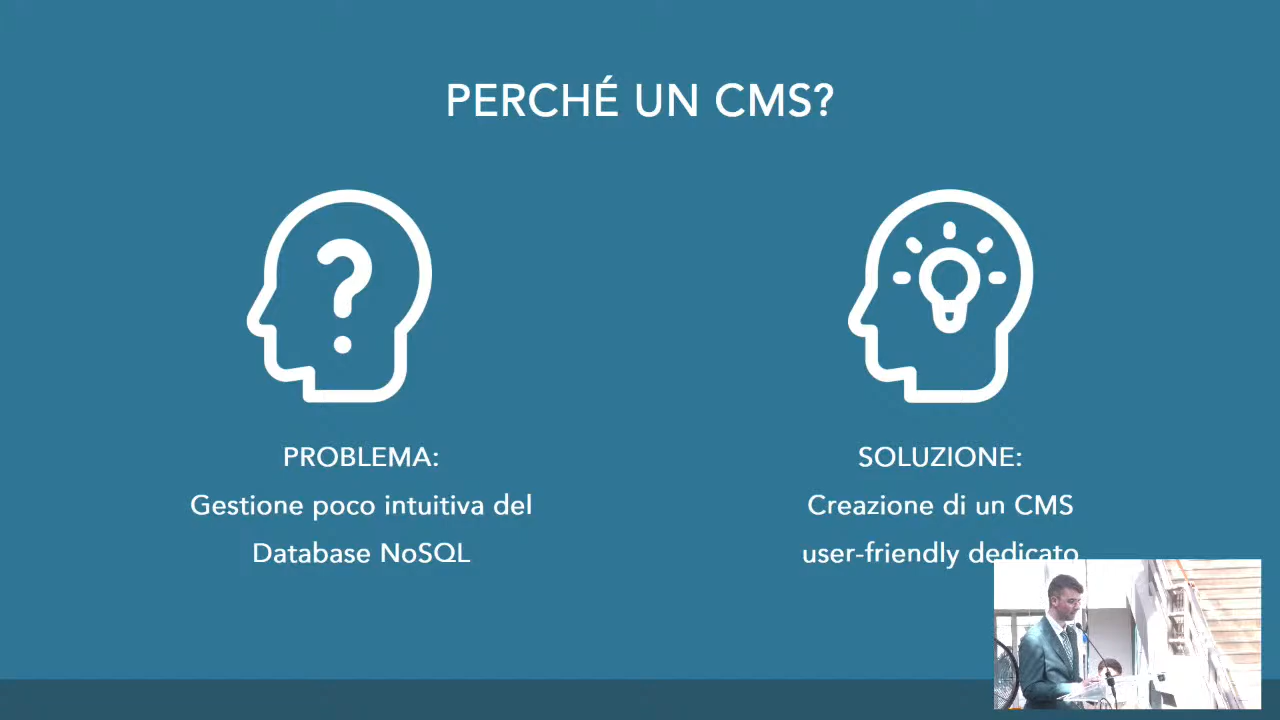 PERCHÉ UN CMS?
PROBLEMA:
Gestione poco intuitiva del
Database NoSQL
SOLUZIONE:
Creazione di un CMS
user-friendly dedicato